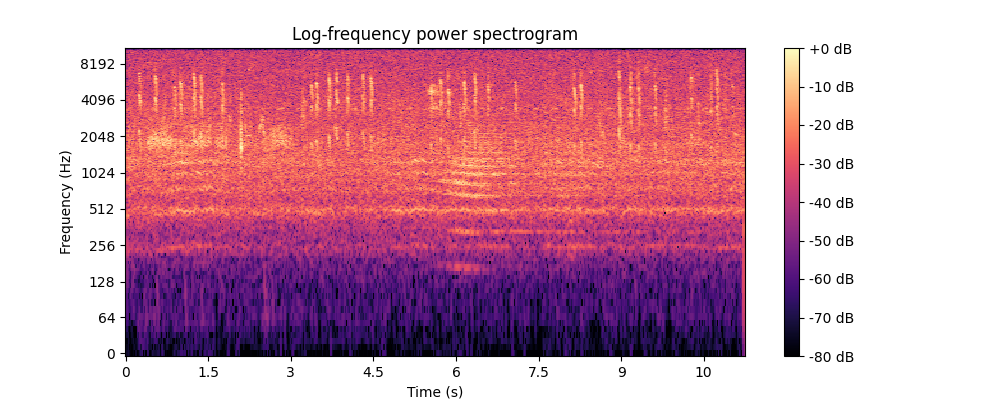 Log-frequency power spectrogram
Frequency (Hz)
8192
4096
2048
1024
512
256
128
64
0
0 1.5 3 4.5 6 7.5 9 10
Time (s)
+0 dB
-10 dB
-20 dB
-30 dB
-40 dB
-50 dB
-60 dB
-70 dB
-80 dB